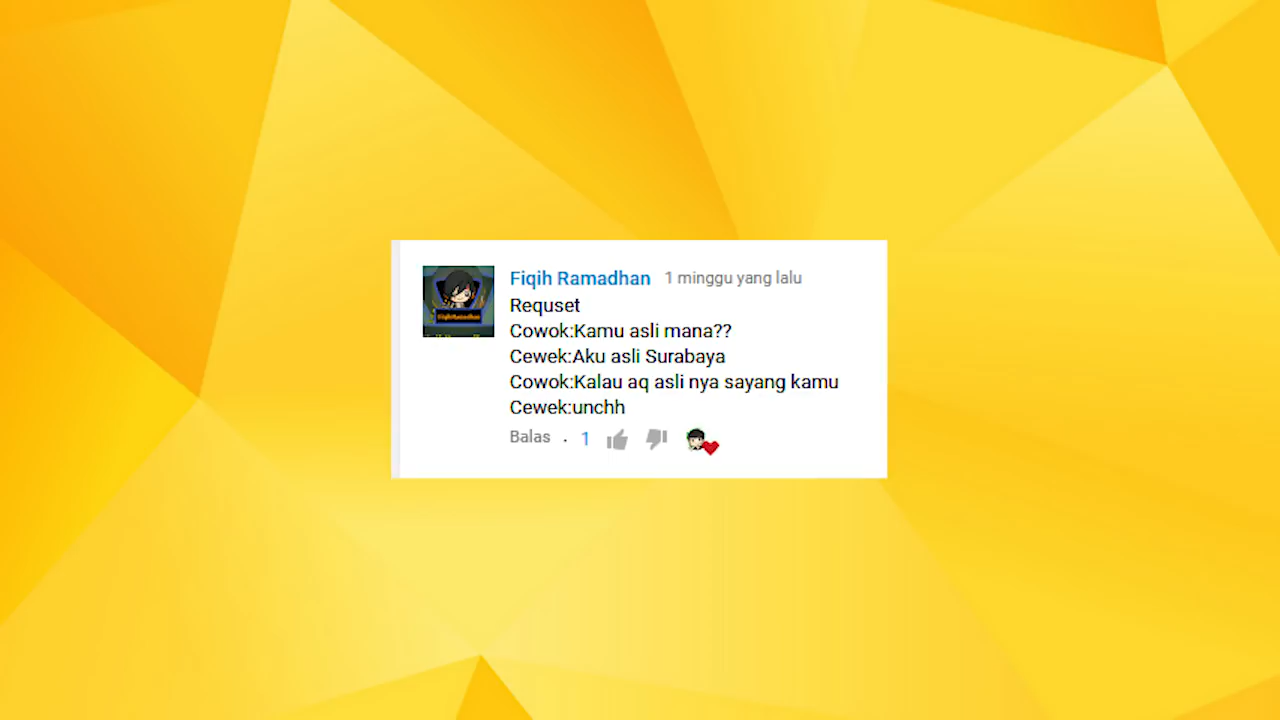 Fiqih Ramadhan 1 minggu yang lalu
Requset
Cowok:Kamu asli mana??
Cewek:Aku asli Surabaya
Cowok:Kalau aq asli nya sayang kamu
Cewek:unchh
Balas . 1
FiqihRamadhan